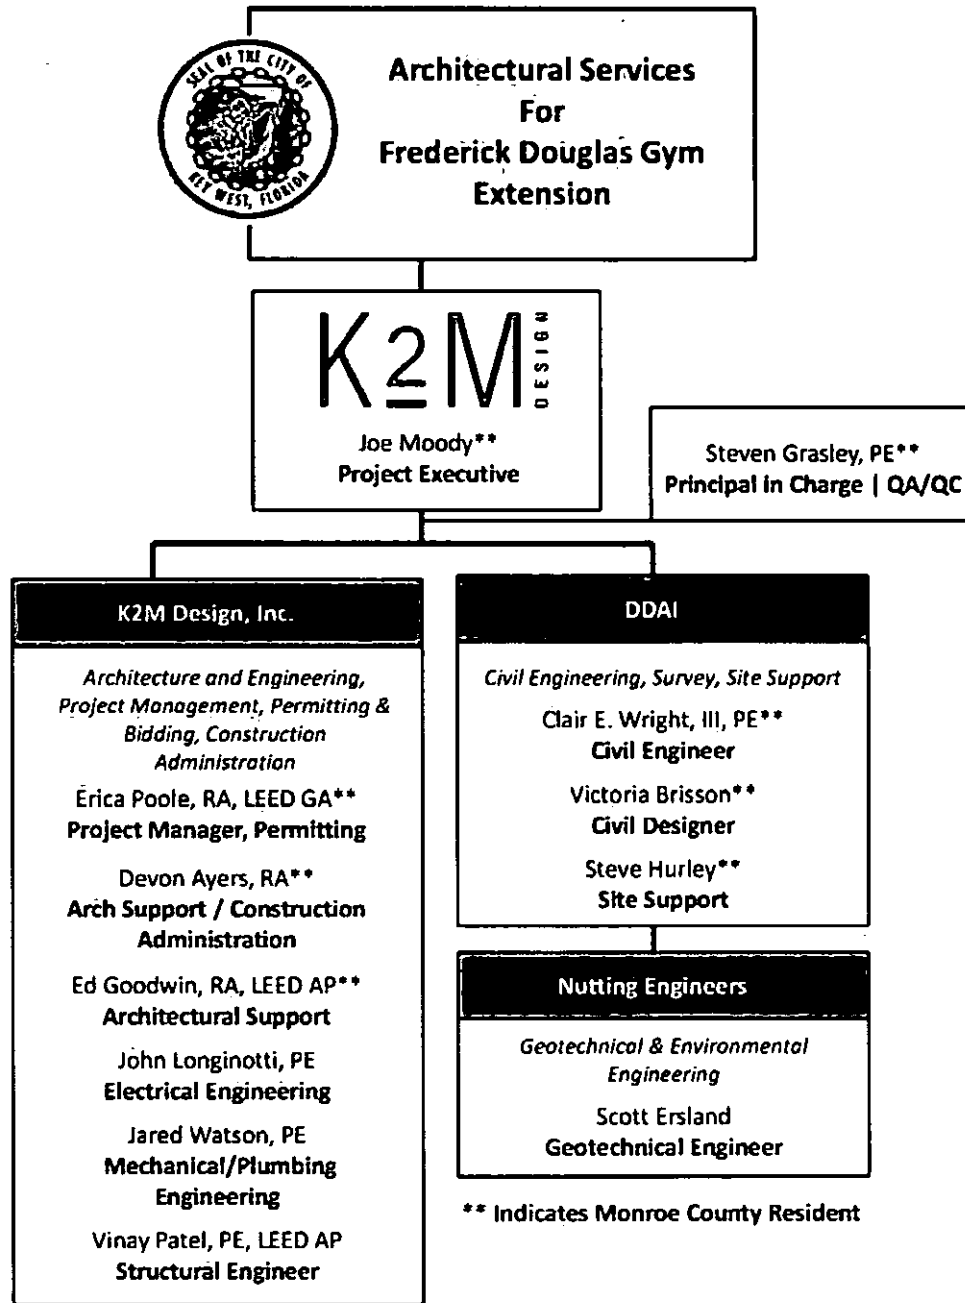 SEAL OF THE CITY OF
KEY WEST, FLORIDA
Architectural Services
For
Frederick Douglas Gym
Extension
K2M
DESIGN
Joe Moody**
Project Executive
Steven Grasley, PE**
Principal in Charge | QA/QC
K2M Design, Inc.
Architecture and Engineering,
Project Management, Permitting &
Bidding, Construction
Administration
Erica Poole, RA, LEED GA**
Project Manager, Permitting
Devon Ayers, RA**
Arch Support / Construction
Administration
Ed Goodwin, RA, LEED AP**
Architectural Support
John Longinotti, PE
Electrical Engineering
Jared Watson, PE
Mechanical/Plumbing
Engineering
Vinay Patel, PE, LEED AP
Structural Engineer
DDAI
Civil Engineering, Survey, Site Support
Clair E. Wright, III, PE**
Civil Engineer
Victoria Brisson**
Civil Designer
Steve Hurley**
Site Support
Nutting Engineers
Geotechnical & Environmental
Engineering
Scott Ersland
Geotechnical Engineer
** Indicates Monroe County Resident